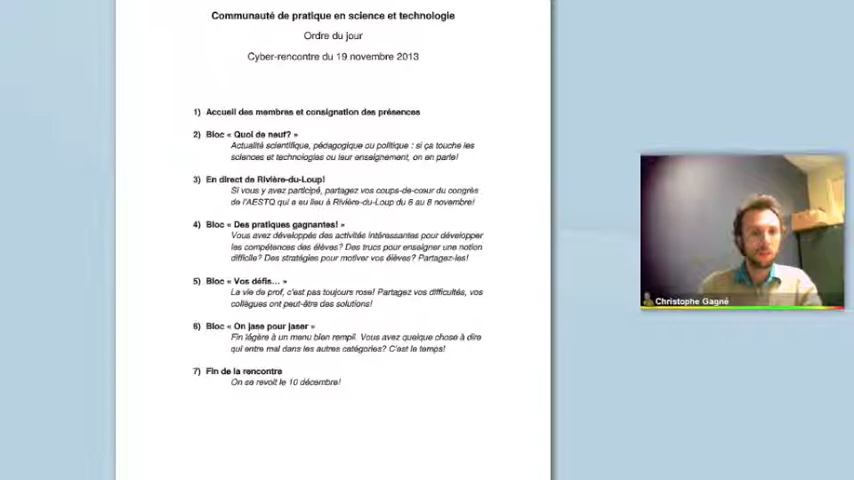 Communauté de pratique en science et technologie
Ordre du jour
Cyber-rencontre du 19 novembre 2013
1) Accueil des membres et consignation des présences
2) Bloc « Quoi de neuf? »
Actualité scientifique, pédagogique ou politique : si ça touche les
sciences et technologies ou leur enseignement, on en parle!
3) En direct de Rivière-du-Loup!
Si vous y avez participé, partagez vos coups-de-cœur du congrès
de l'AESTQ qui a eu lieu à Rivière-du-Loup du 6 au 8 novembre!
4) Bloc « Des pratiques gagnantes! »
Vous avez développés des activités intéressantes pour développer
les compétences des élèves? Des trucs pour enseigner une notion
difficile? Des stratégies pour motiver vos élèves? Partagez-les!
5) Bloc « Vos défis... »
La vie de prof, c'est pas toujours rose! Partagez vos difficultés, vos
collègues ont peut-être des solutions!
6) Bloc « On jase pour jaser »
Fin légère à un menu bien rempli. Vous avez quelque chose à dire
qui entre mal dans les autres catégories? C'est le temps!
7) Fin de la rencontre
On se revoit le 10 décembre!
Christophe Gagné